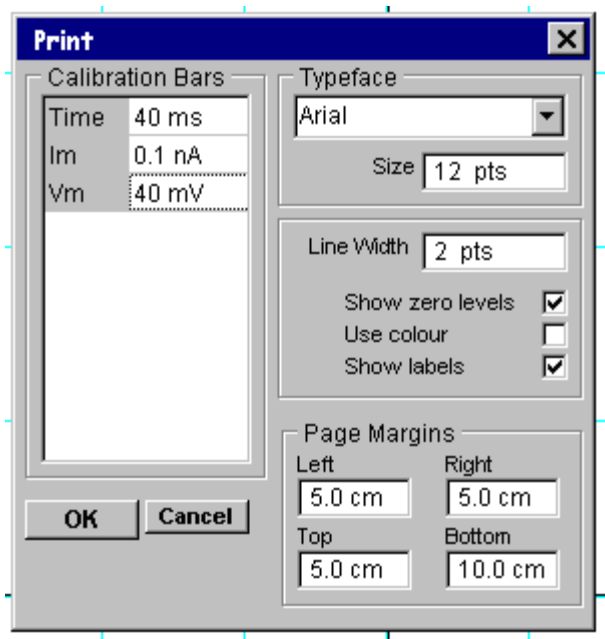 Print
Calibration Bars
Time 40 ms
Im 0.1 nA
Vm 40 mV
OK Cancel
Typeface
Arial
Size 12 pts
Line Width 2 pts
Show zero levels
Use colour
Show labels
Page Margins
Left Right
5.0 cm 5.0 cm
Top Bottom
5.0 cm 10.0 cm